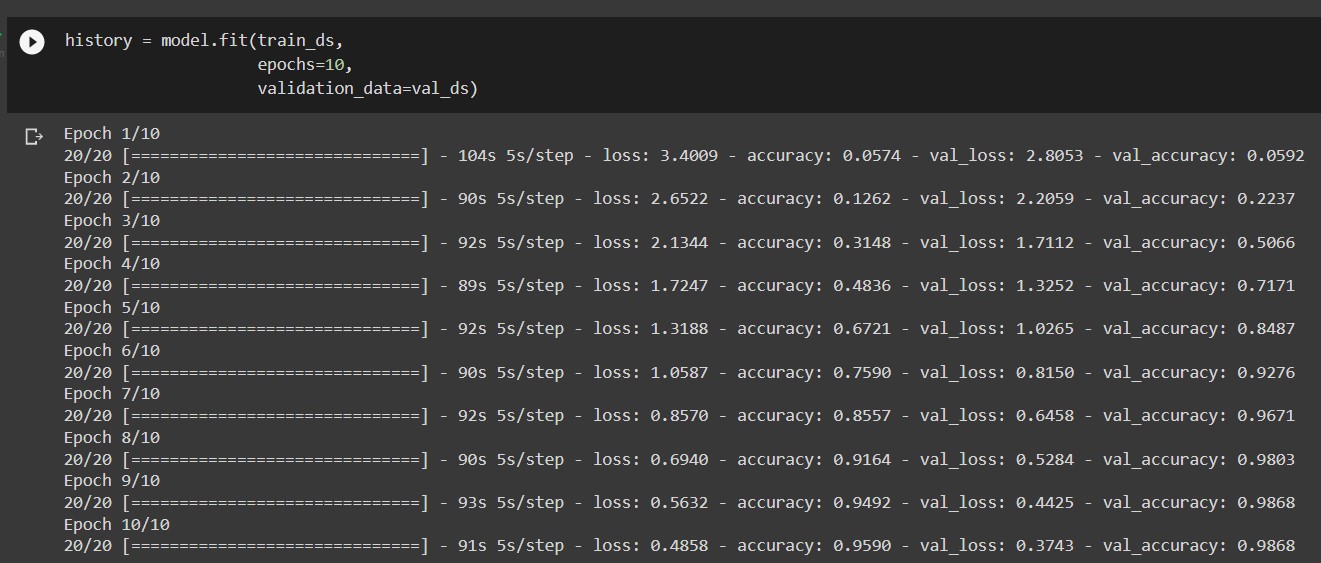 history = model.fit(train_ds,
epochs=10,
validation_data=val_ds)
Epoch 1/10
20/20 [==============================] - 104s 5s/step - loss: 3.4009 - accuracy: 0.0574 - val_loss: 2.8053 - val_accuracy: 0.0592
Epoch 2/10
20/20 [==============================] - 90s 5s/step - loss: 2.6522 - accuracy: 0.1262 - val_loss: 2.2059 - val_accuracy: 0.2237
Epoch 3/10
20/20 [==============================] - 92s 5s/step - loss: 2.1344 - accuracy: 0.3148 - val_loss: 1.7112 - val_accuracy: 0.5066
Epoch 4/10
20/20 [==============================] - 89s 5s/step - loss: 1.7247 - accuracy: 0.4836 - val_loss: 1.3252 - val_accuracy: 0.7171
Epoch 5/10
20/20 [==============================] - 92s 5s/step - loss: 1.3188 - accuracy: 0.6721 - val_loss: 1.0265 - val_accuracy: 0.8487
Epoch 6/10
20/20 [==============================] - 90s 5s/step - loss: 1.0587 - accuracy: 0.7590 - val_loss: 0.8150 - val_accuracy: 0.9276
Epoch 7/10
20/20 [==============================] - 92s 5s/step - loss: 0.8570 - accuracy: 0.8557 - val_loss: 0.6458 - val_accuracy: 0.9671
Epoch 8/10
20/20 [==============================] - 90s 5s/step - loss: 0.6940 - accuracy: 0.9164 - val_loss: 0.5284 - val_accuracy: 0.9803
Epoch 9/10
20/20 [==============================] - 93s 5s/step - loss: 0.5632 - accuracy: 0.9492 - val_loss: 0.4425 - val_accuracy: 0.9868
Epoch 10/10
20/20 [==============================] - 91s 5s/step - loss: 0.4858 - accuracy: 0.9590 - val_loss: 0.3743 - val_accuracy: 0.9868